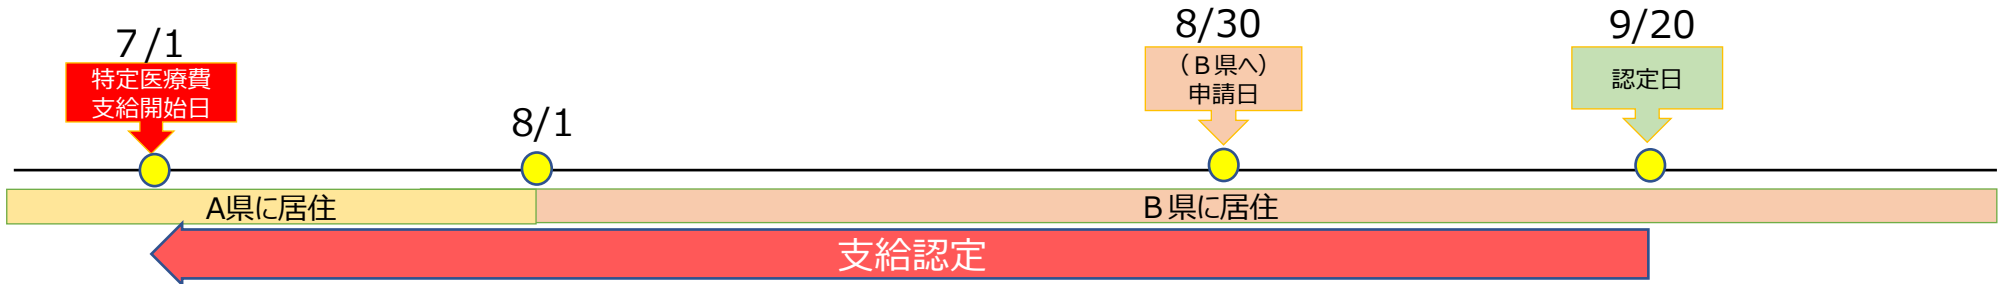 7/1
特定医療費
支給開始日
8/1
8/30
（Ｂ県へ）
申請日
9/20
認定日
A県に居住
Ｂ県に居住
支給認定